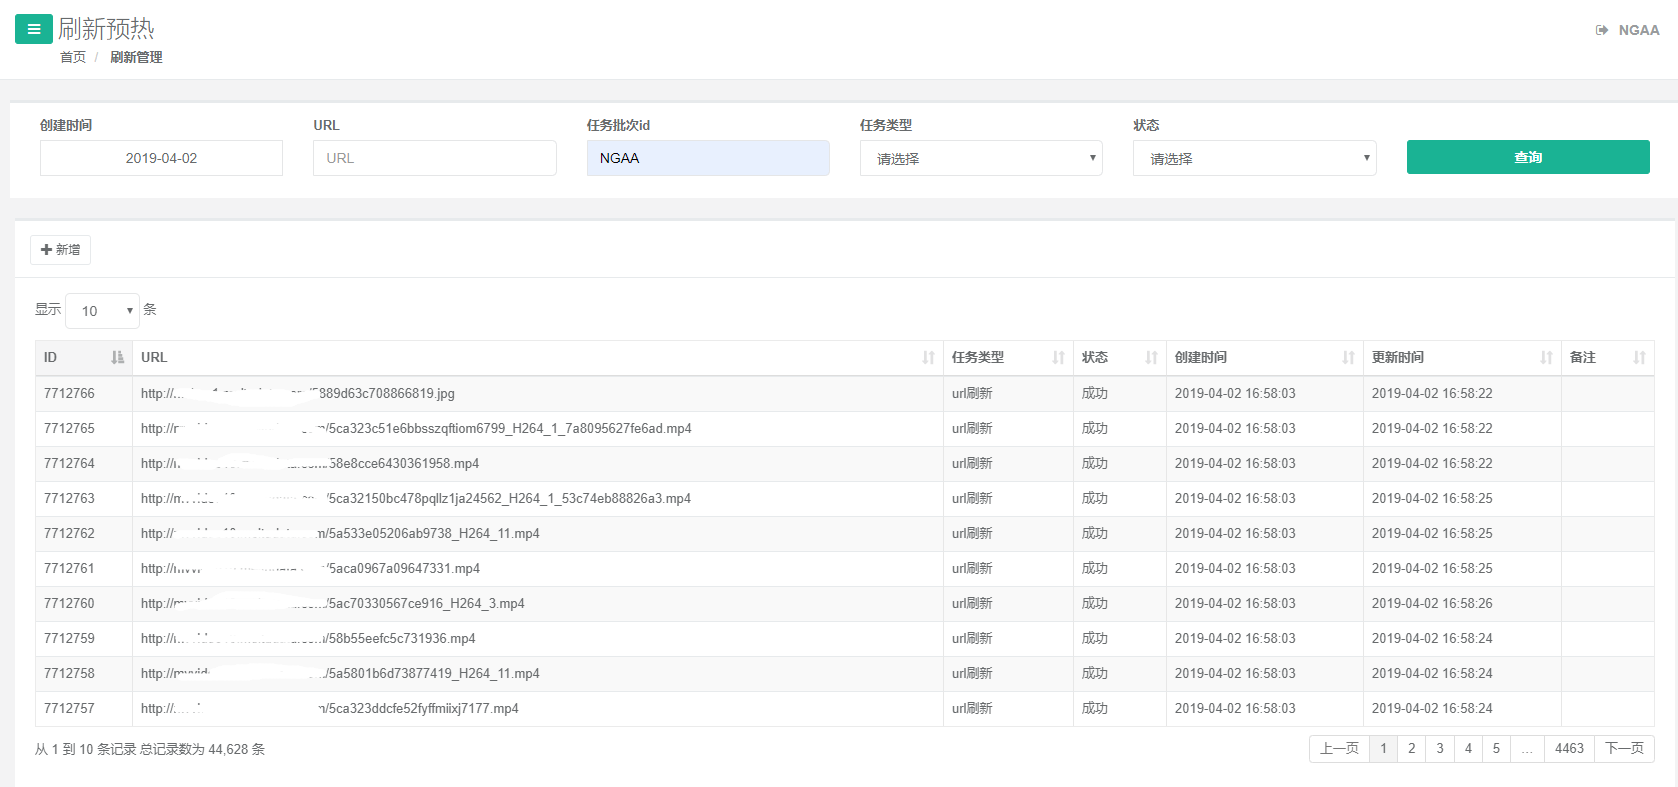 刷新预热
NGAA
首页 / 刷新管理
创建时间 URL 任务批次id 任务类型 状态
2019-04-02 URL NGAA 请选择 请选择 查询
新增
显示 10 条
ID URL 任务类型 状态 创建时间 更新时间 备注
7712766 http:// 5889d63c708866819.jpg url刷新 成功 2019-04-02 16:58:03 2019-04-02 16:58:22
7712765 http:// /5ca323c51e6bbsszqftiom6799_H264_1_7a8095627fe6ad.mp4 url刷新 成功 2019-04-02 16:58:03 2019-04-02 16:58:22
7712764 http:// /58e8cce6430361958.mp4 url刷新 成功 2019-04-02 16:58:03 2019-04-02 16:58:22
7712763 http:// /5ca32150bc478pqllz1ja24562_H264_1_53c74eb88826a3.mp4 url刷新 成功 2019-04-02 16:58:03 2019-04-02 16:58:25
7712762 http:// /5a533e05206ab9738_H264_11.mp4 url刷新 成功 2019-04-02 16:58:03 2019-04-02 16:58:25
7712761 http:// /5aca0967a09647331.mp4 url刷新 成功 2019-04-02 16:58:03 2019-04-02 16:58:25
7712760 http:// /5ac70330567ce916_H264_3.mp4 url刷新 成功 2019-04-02 16:58:03 2019-04-02 16:58:26
7712759 http:// /58b55eefc5c731936.mp4 url刷新 成功 2019-04-02 16:58:03 2019-04-02 16:58:24
7712758 http:// /5a5801b6d73877419_H264_11.mp4 url刷新 成功 2019-04-02 16:58:03 2019-04-02 16:58:24
7712757 http:// /5ca323ddcfe52fyffmiixj7177.mp4 url刷新 成功 2019-04-02 16:58:03 2019-04-02 16:58:24
从 1 到 10 条记录 总记录数为 44,628 条
上一页 1 2 3 4 5 … 4463 下一页